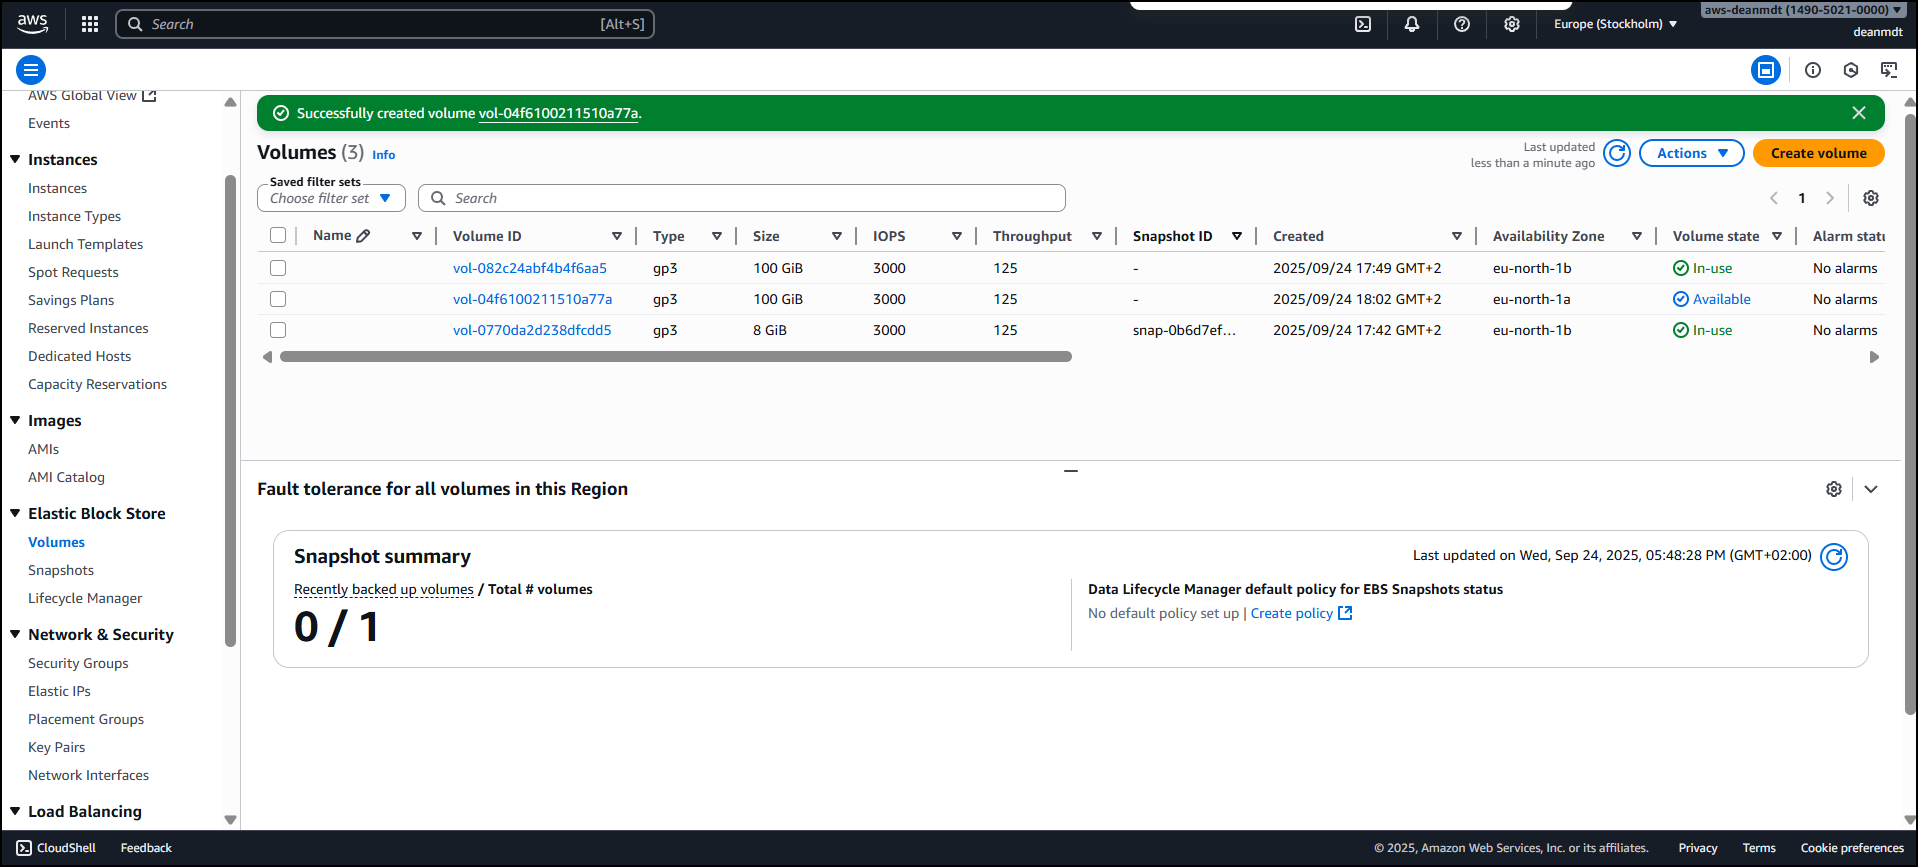 aws
Search
[Alt+S]
Europe (Stockholm)
aws-deanmdt (1490-5021-0000)
deanmdt
AWS Global View
Events
Instances
Instances
Instance Types
Launch Templates
Spot Requests
Savings Plans
Reserved Instances
Dedicated Hosts
Capacity Reservations
Images
AMIs
AMI Catalog
Elastic Block Store
Volumes
Snapshots
Lifecycle Manager
Network & Security
Security Groups
Elastic IPs
Placement Groups
Key Pairs
Network Interfaces
Load Balancing
Successfully created volume vol-04f6100211510a77a.
Volumes (3) Info
Last updated
less than a minute ago
Actions
Create volume
Saved filter sets
Choose filter set
Search
1
Name Volume ID Type Size IOPS Throughput Snapshot ID Created Availability Zone Volume state Alarm statu
vol-082c24abf4b4f6aa5 gp3 100 GiB 3000 125 - 2025/09/24 17:49 GMT+2 eu-north-1b In-use No alarms
vol-04f6100211510a77a gp3 100 GiB 3000 125 - 2025/09/24 18:02 GMT+2 eu-north-1a Available No alarms
vol-0770da2d238dfcdd5 gp3 8 GiB 3000 125 snap-0b6d7ef... 2025/09/24 17:42 GMT+2 eu-north-1b In-use No alarms
Fault tolerance for all volumes in this Region
Snapshot summary
Last updated on Wed, Sep 24, 2025, 05:48:28 PM (GMT+02:00)
Recently backed up volumes / Total # volumes
0 / 1
Data Lifecycle Manager default policy for EBS Snapshots status
No default policy set up | Create policy
CloudShell
Feedback
© 2025, Amazon Web Services, Inc. or its affiliates.
Privacy
Terms
Cookie preferences